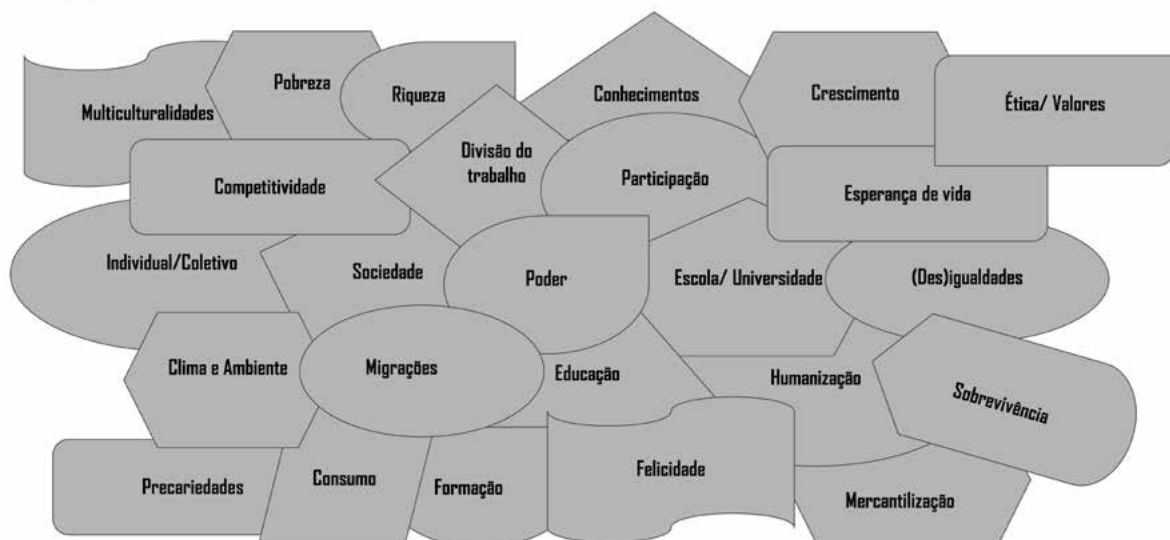 Pobreza
Riqueza
Conhecimentos
Crescimento
Ética/ Valores
Multiculturalidades
Divisão do
trabalho
Participação
Competitividade
Esperança de vida
Individual/Coletivo
Sociedade
Poder
Escola/ Universidade
(Des)igualdades
Clima e Ambiente
Migrações
Educação
Humanização
Sobrevivência
Precariedades
Consumo
Formação
Felicidade
Mercantilização